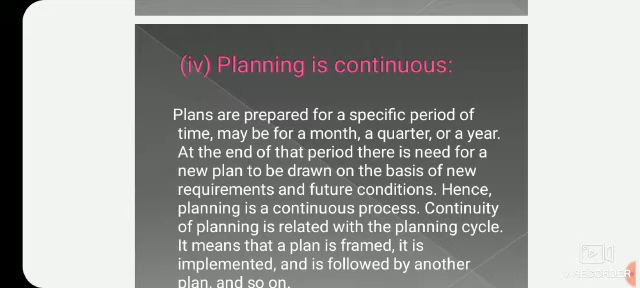 (iv) Planning is continuous:
Plans are prepared for a specific period of
time, may be for a month, a quarter, or a year.
At the end of that period there is need for a
new plan to be drawn on the basis of new
requirements and future conditions. Hence,
planning is a continuous process. Continuity
of planning is related with the planning cycle.
It means that a plan is framed, it is
implemented, and is followed by another
plan, and so on.
V RECORDER